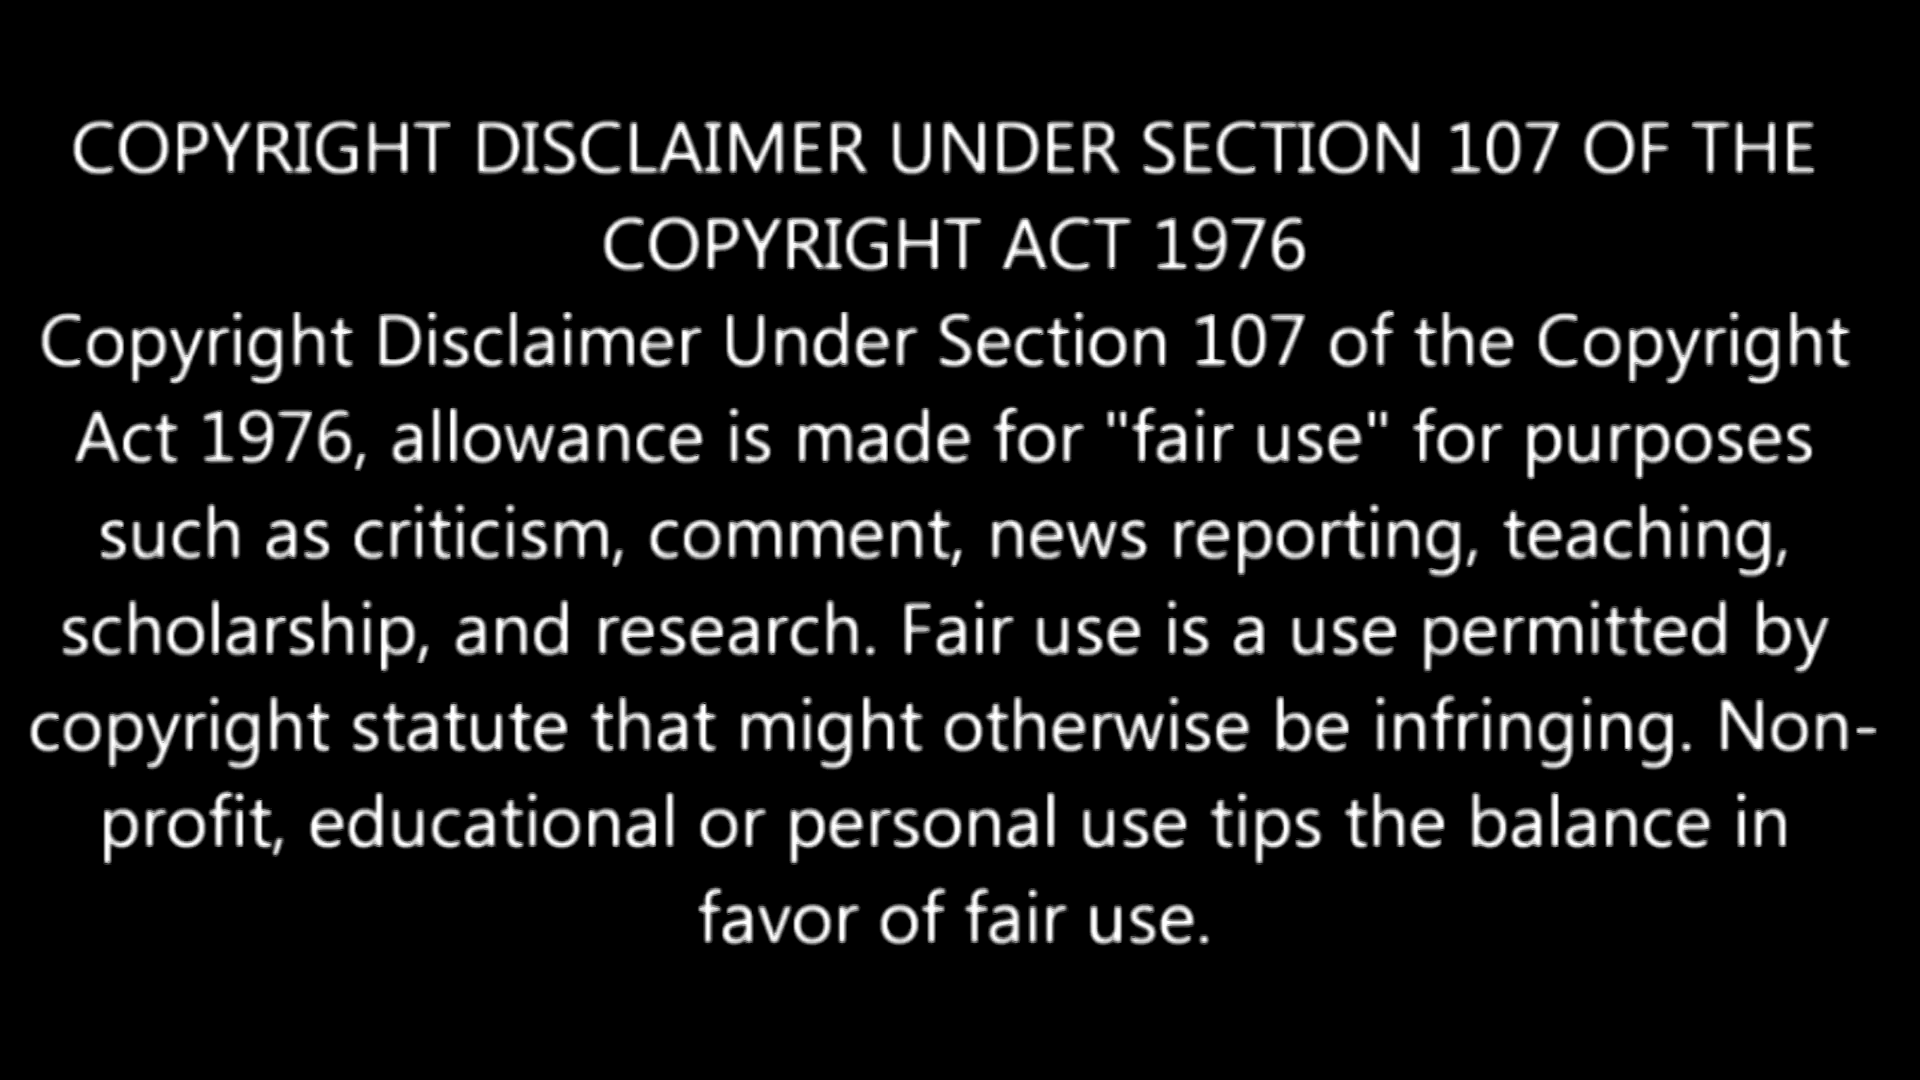 COPYRIGHT DISCLAIMER UNDER SECTION 107 OF THE
COPYRIGHT ACT 1976
Copyright Disclaimer Under Section 107 of the Copyright
Act 1976, allowance is made for "fair use" for purposes
such as criticism, comment, news reporting, teaching,
scholarship, and research. Fair use is a use permitted by
copyright statute that might otherwise be infringing. Non-
profit, educational or personal use tips the balance in
favor of fair use.